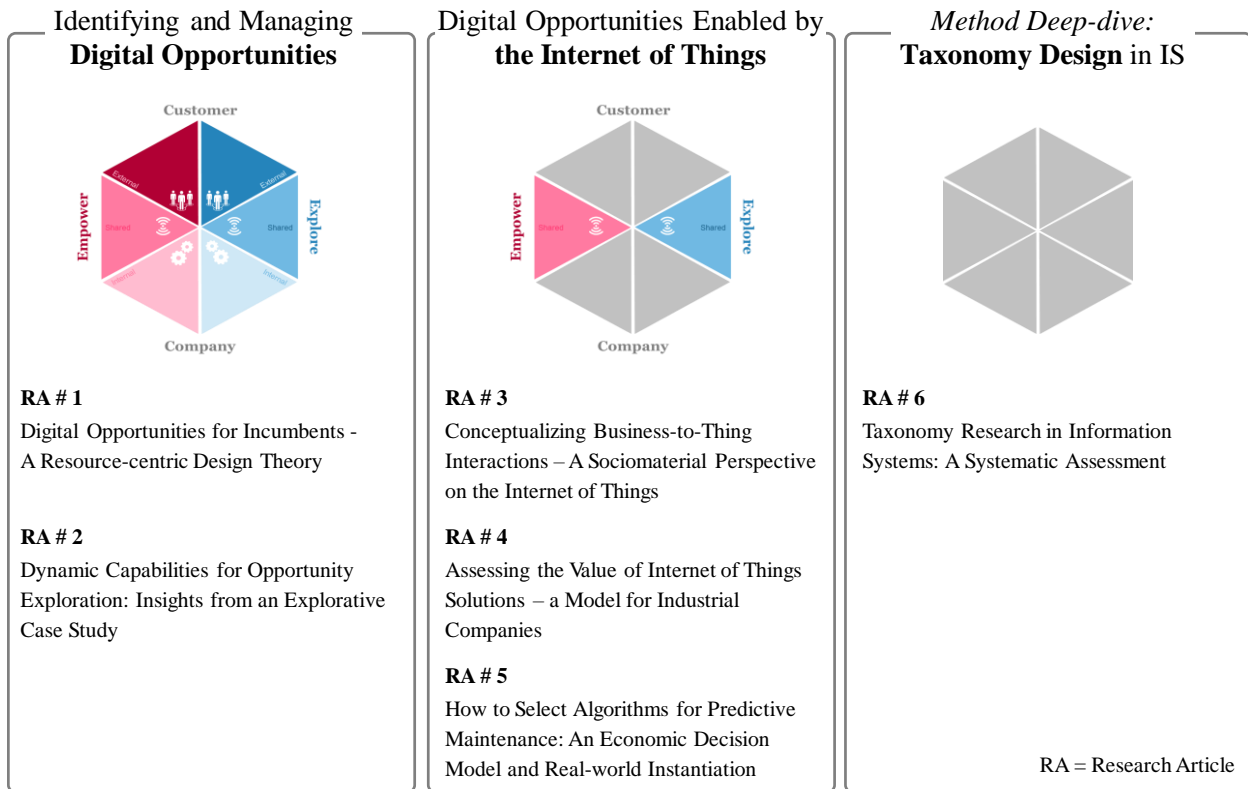 Identifying and Managing
Digital Opportunities
Customer
External
External
Empower
Shared
Shared
Explore
Internal
Internal
Company
RA # 1
Digital Opportunities for Incumbents -
A Resource-centric Design Theory
RA # 2
Dynamic Capabilities for Opportunity
Exploration: Insights from an Explorative
Case Study
Digital Opportunities Enabled by
the Internet of Things
Customer
Empower
Shared
Shared
Explore
Company
RA # 3
Conceptualizing Business-to-Thing
Interactions – A Sociomaterial Perspective
on the Internet of Things
RA # 4
Assessing the Value of Internet of Things
Solutions – a Model for Industrial
Companies
RA # 5
How to Select Algorithms for Predictive
Maintenance: An Economic Decision
Model and Real-world Instantiation
Method Deep-dive:
Taxonomy Design in IS
RA # 6
Taxonomy Research in Information
Systems: A Systematic Assessment
RA = Research Article